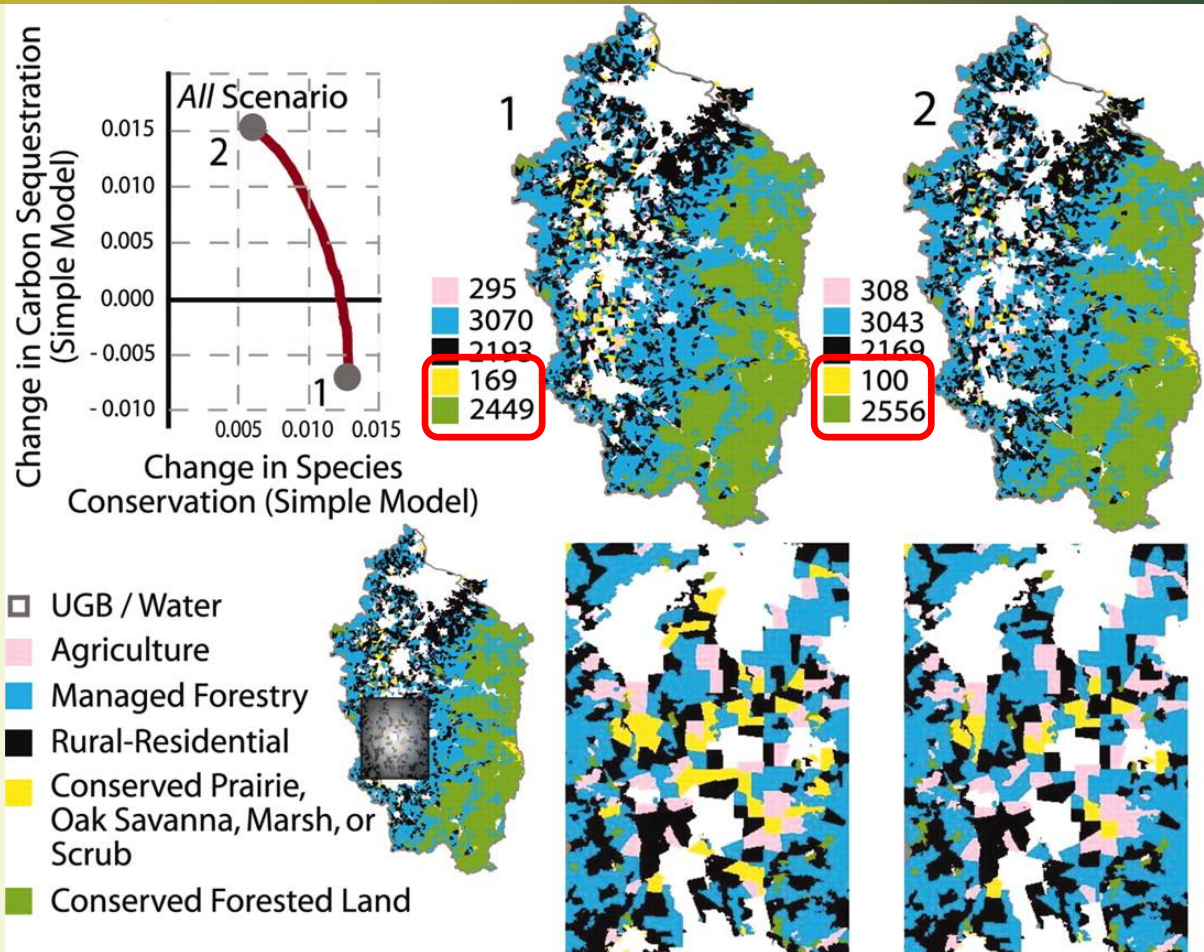 Change in Carbon Sequestration
(Simple Model)
All Scenario
0.015
0.010
0.005
0.000
- 0.005
- 0.010
2
1
0.005 0.010 0.015
Change in Species
Conservation (Simple Model)
1
295
3070
2193
169
2449
2
308
3043
2169
100
2556
UGB / Water
Agriculture
Managed Forestry
Rural-Residential
Conserved Prairie,
Oak Savanna, Marsh, or
Scrub
Conserved Forested Land